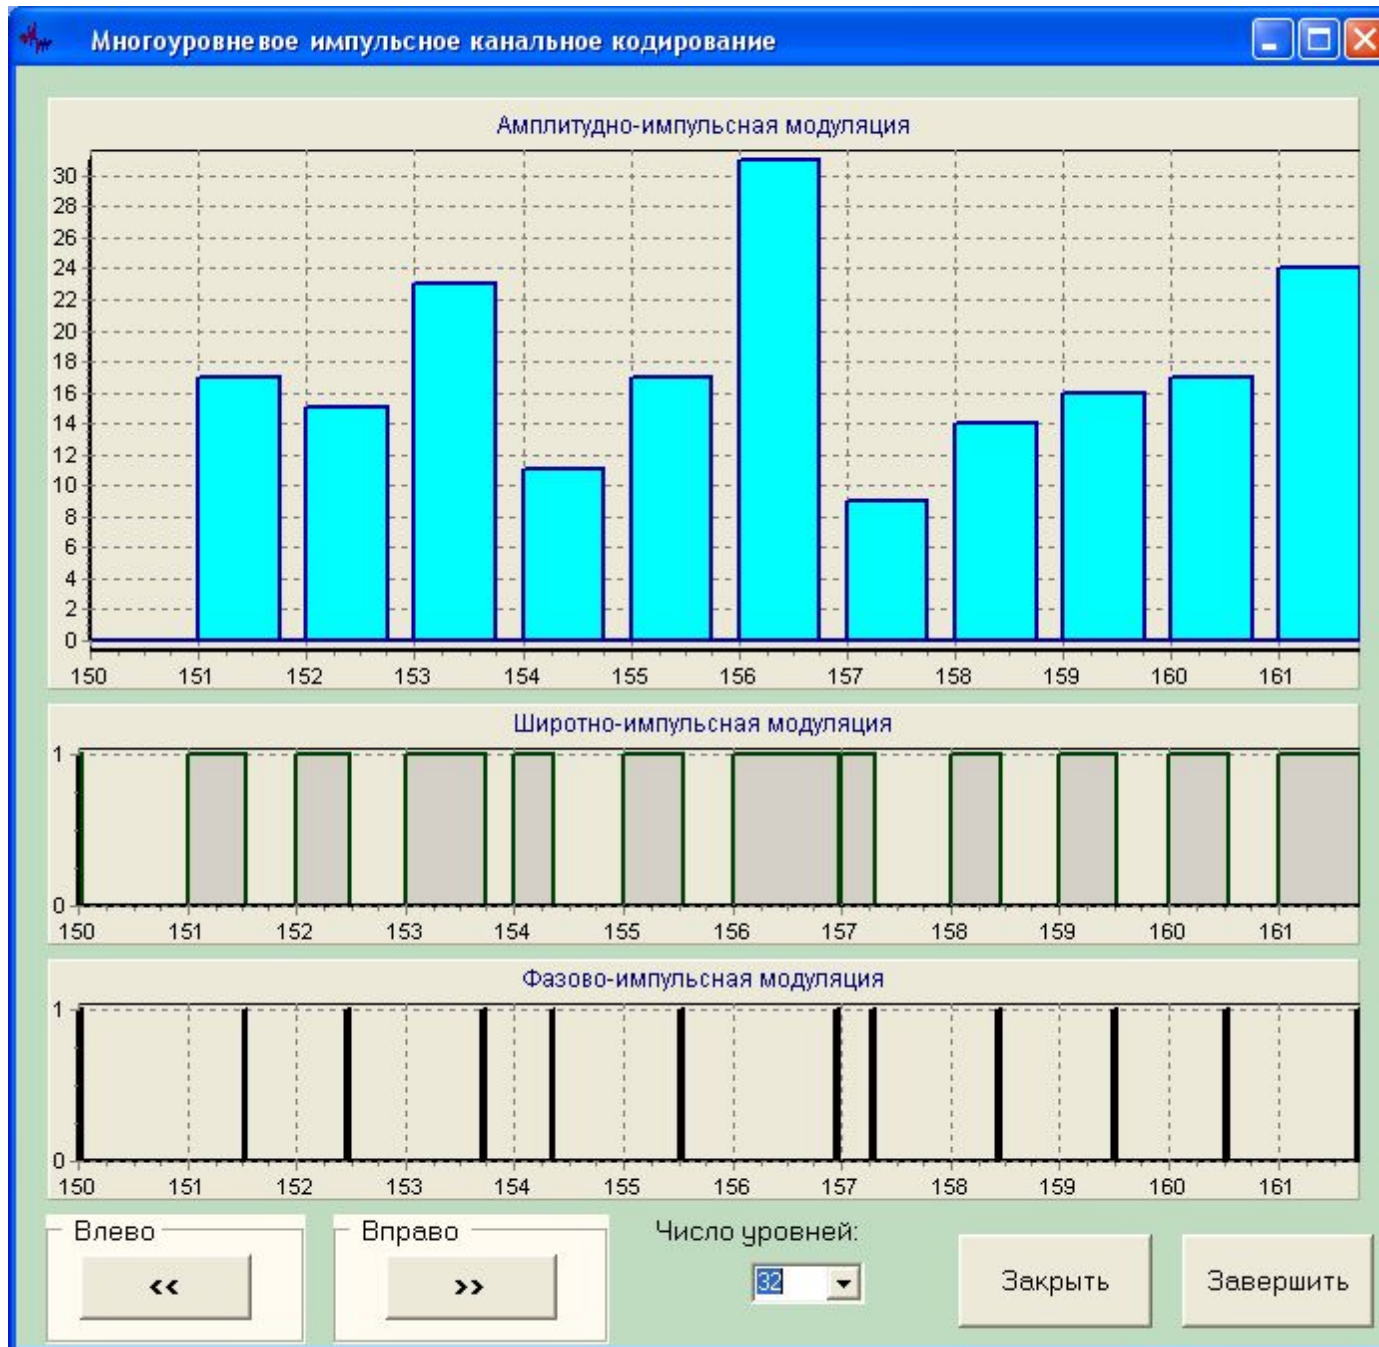 Многоуровневое импульсное канальное кодирование
Амплитудно-импульсная модуляция
30
28
26
24
22
20
18
16
14
12
10
8
6
4
2
0
150 151 152 153 154 155 156 157 158 159 160 161
Широтно-импульсная модуляция
1
0
150 151 152 153 154 155 156 157 158 159 160 161
Фазово-импульсная модуляция
1
0
150 151 152 153 154 155 156 157 158 159 160 161
Влево
<<
Вправо
>>
Число уровней:
32
Закрыть
Завершить